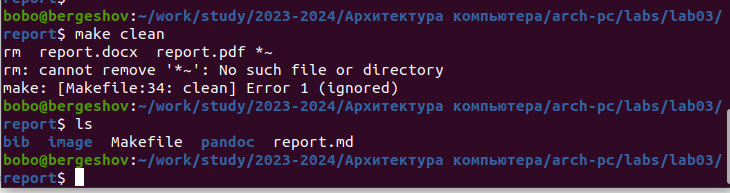 bobo@bergeshov:~/work/study/2023-2024/Архитектура компьютера/arch-pc/labs/lab03/
report$ make clean
rm  report.docx  report.pdf *~
rm: cannot remove '*~': No such file or directory
make: [Makefile:34: clean] Error 1 (ignored)
bobo@bergeshov:~/work/study/2023-2024/Архитектура компьютера/arch-pc/labs/lab03/
report$ ls
bib  image  Makefile  pandoc  report.md
bobo@bergeshov:~/work/study/2023-2024/Архитектура компьютера/arch-pc/labs/lab03/
report$